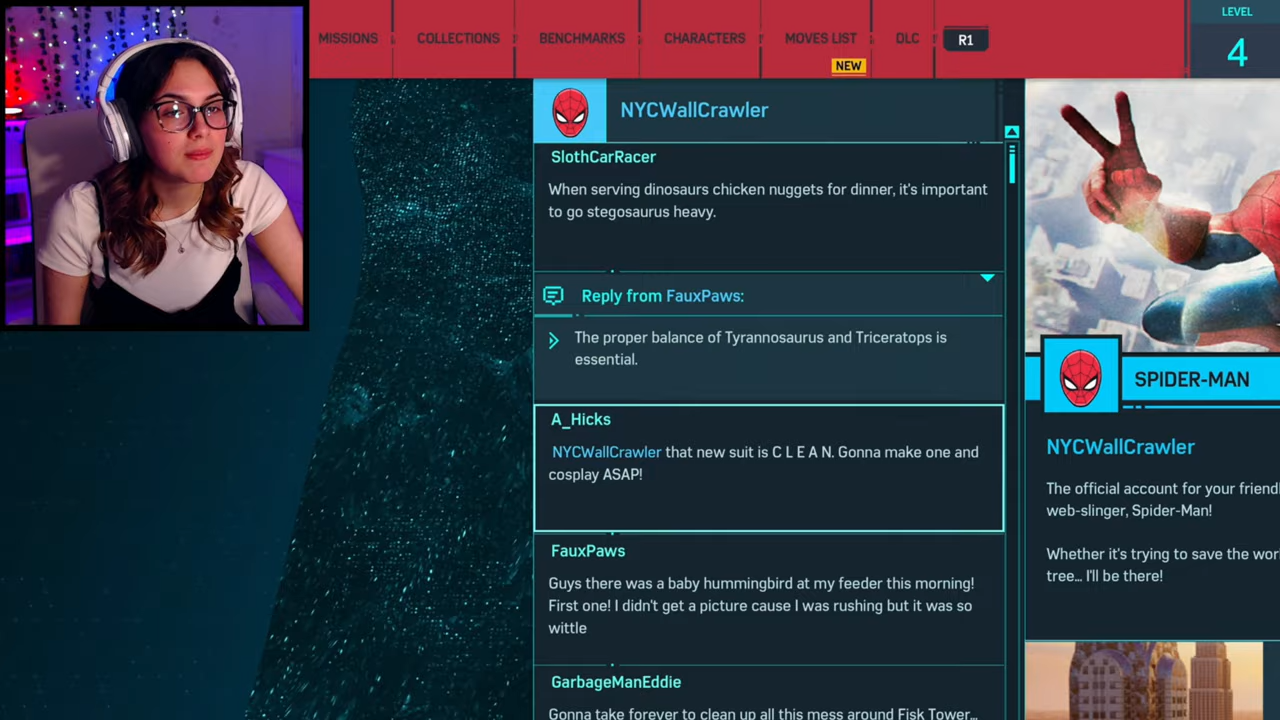 MISSIONS
COLLECTIONS
BENCHMARKS
CHARACTERS
MOVES LIST
NEW
DLC
R1
LEVEL
4
NYCWallCrawler
SlothCarRacer
When serving dinosaurs chicken nuggets for dinner, it's important
to go stegosaurus heavy.
Reply from FauxPaws:
The proper balance of Tyrannosaurus and Triceratops is
essential.
A_Hicks
NYCWallCrawler that new suit is C L E A N. Gonna make one and
cosplay ASAP!
FauxPaws
Guys there was a baby hummingbird at my feeder this morning!
First one! I didn't get a picture cause I was rushing but it was so
wittle
GarbageManEddie
Gonna take forever to clean up all this mess around Fisk Tower...
SPIDER-MAN
NYCWallCrawler
The official account for your friend
web-slinger, Spider-Man!
Whether it's trying to save the wor
tree... I'll be there!